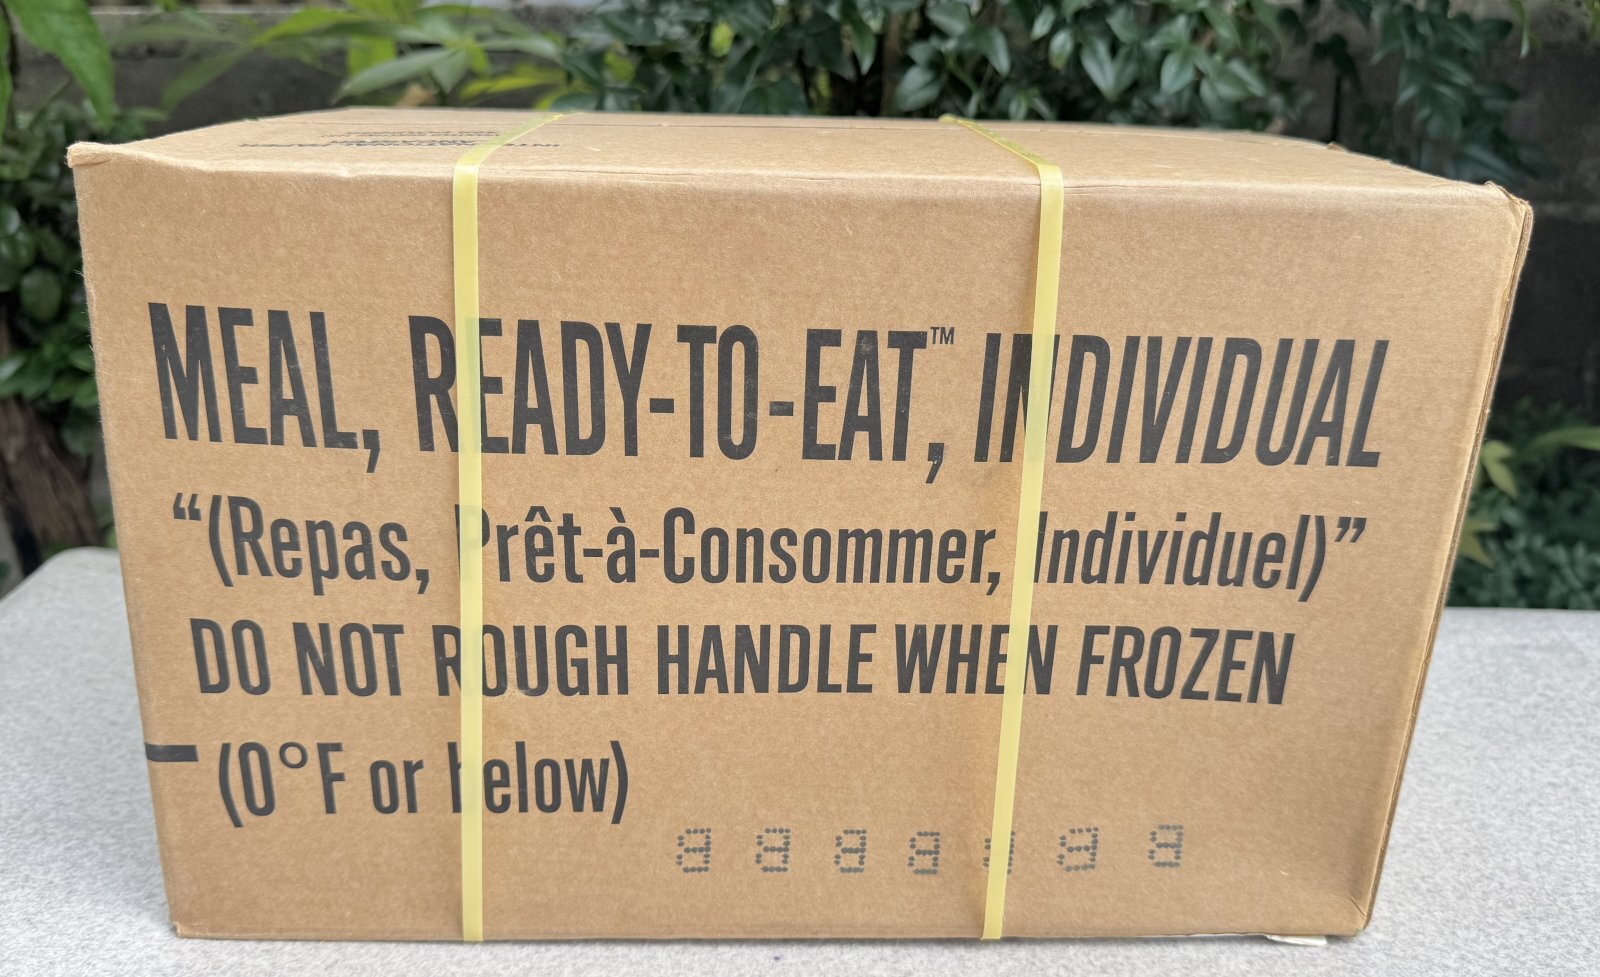 MEAL, READY-TO-EAT™, INDIVIDUAL
“(Repas, Prêt-à-Consommer, Individuel)”
DO NOT ROUGH HANDLE WHEN FROZEN
(0°F or below)